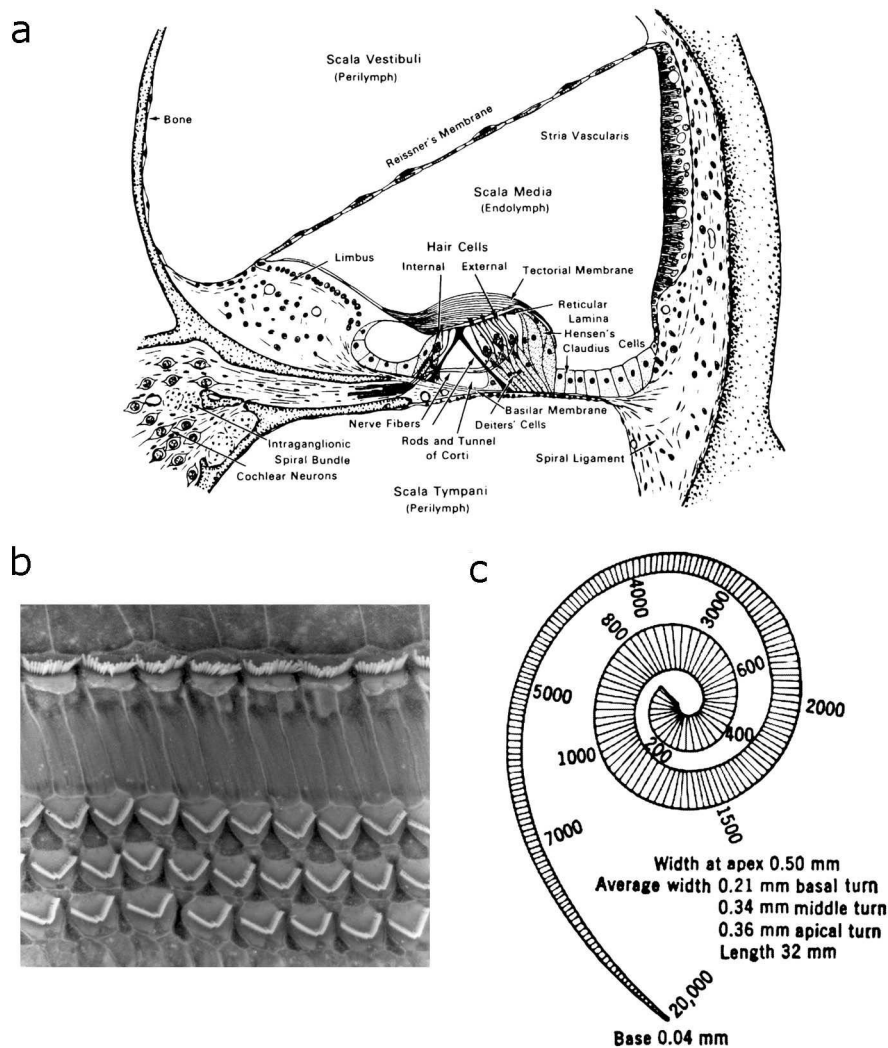 a
Scala Vestibuli
(Perilymph)
Bone
Reissner's Membrane
Stria Vascularis
Scala Media
(Endolymph)
Hair Cells
Limbus
Internal
External
Tectorial Membrane
Reticular
Lamina
Hensen's
Claudius
Cells
Nerve Fibers
Basilar Membrane
Deiters' Cells
Rods and Tunnel
of Corti
Intraganglionic
Spiral Bundle
Cochlear Neurons
Spiral Ligament
Scala Tympani
(Perilymph)
b
c
4000
3000
800
600
5000
2000
200
400
1000
1500
7000
Width at apex 0.50 mm
Average width 0.21 mm basal turn
0.34 mm middle turn
0.36 mm apical turn
Length 32 mm
20,000
Base 0.04 mm